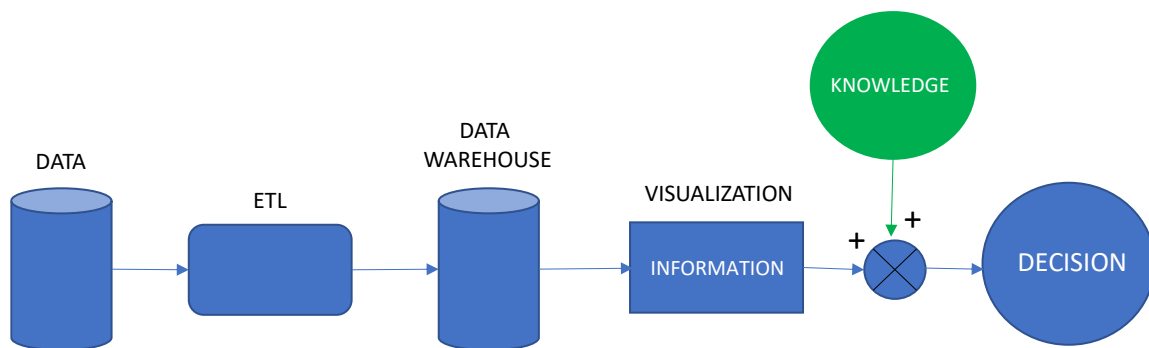 DATA
ETL
DATA
WAREHOUSE
VISUALIZATION
INFORMATION
KNOWLEDGE
+
+
DECISION